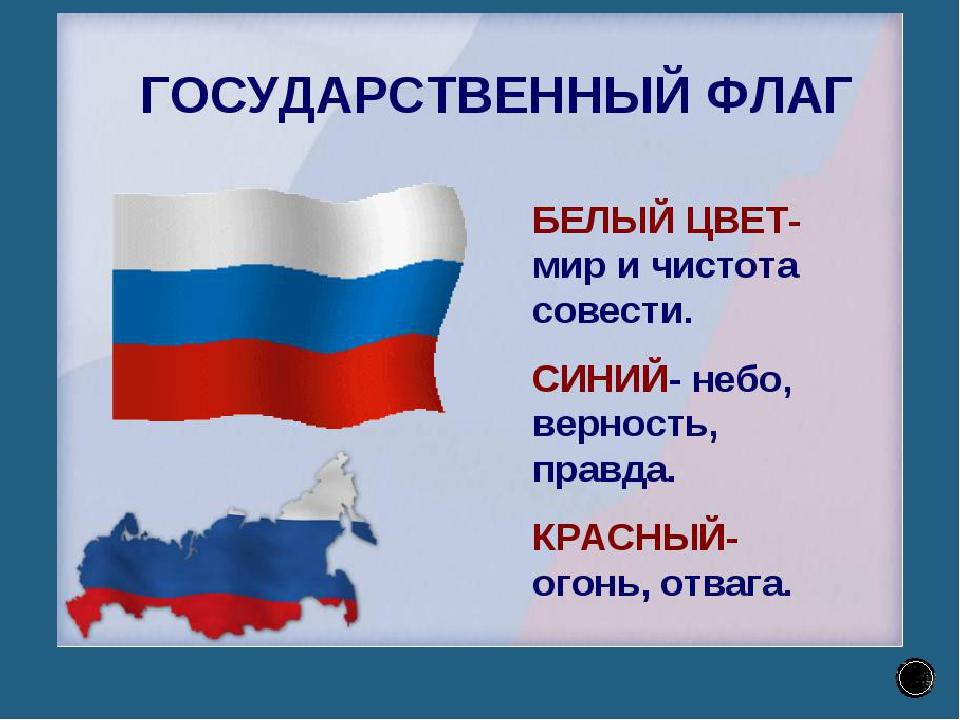 ГОСУДАРСТВЕННЫЙ ФЛАГ
БЕЛЫЙ ЦВЕТ-
мир и чистота
совести.
СИНИЙ- небо,
верность,
правда.
КРАСНЫЙ-
огонь, отвага.